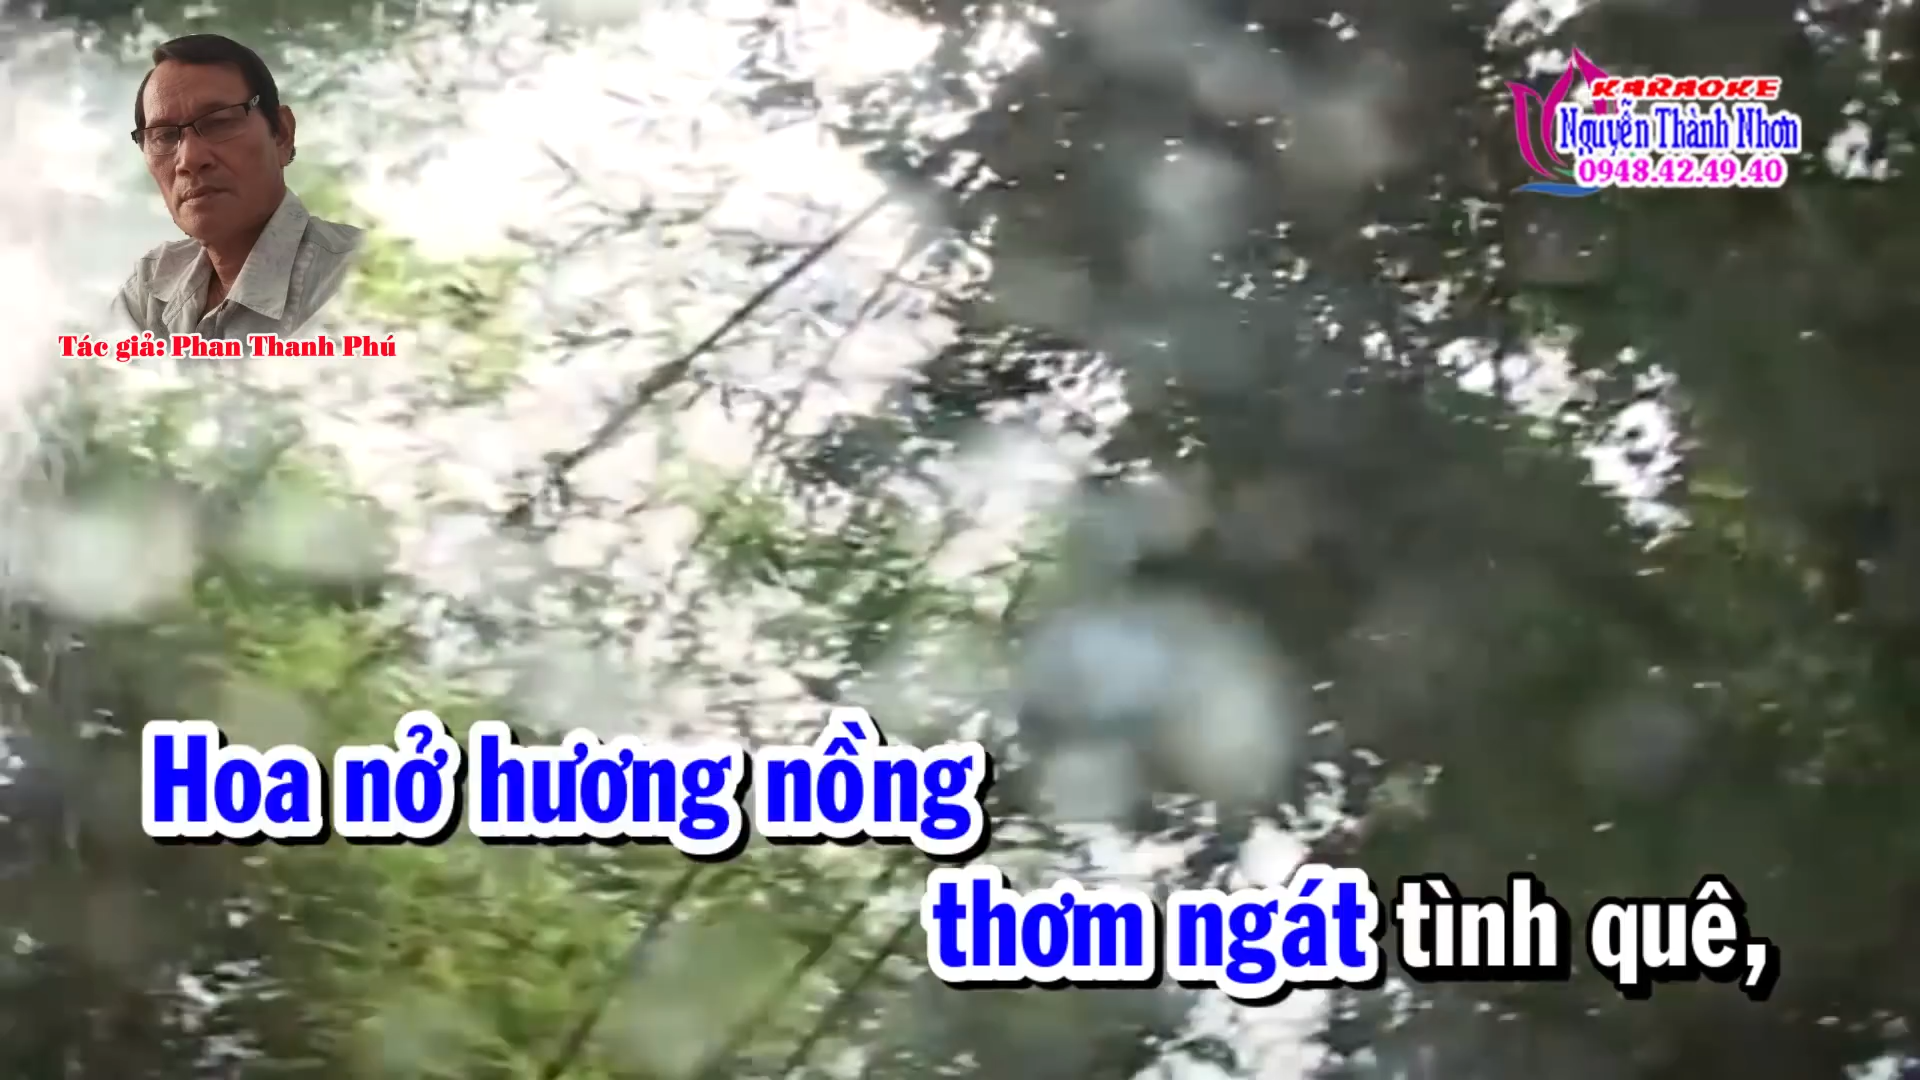 KARAOKE
Nguyễn Thành Nhơn
0948.42.49.40
Tác giả: Phan Thanh Phú
Hoa nở hương nồng
thơm ngát tình quê,